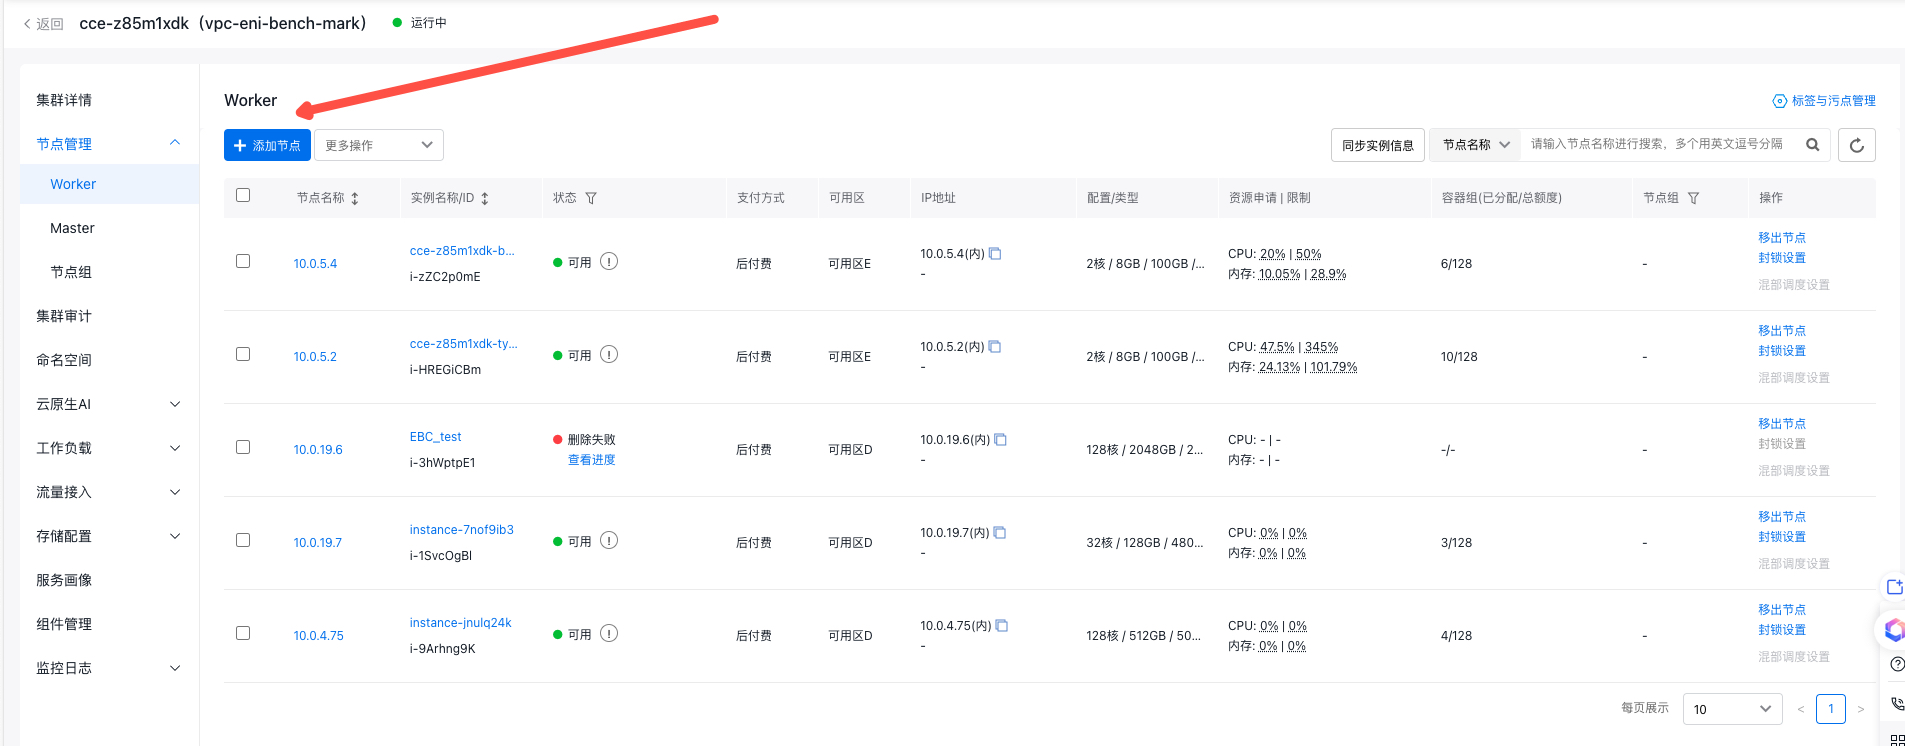 返回 cce-z85m1xdk（vpc-eni-bench-mark） 运行中
集群详情
节点管理
Worker
Master
节点组
集群审计
命名空间
云原生AI
工作负载
流量接入
存储配置
服务画像
组件管理
监控日志
Worker
标签与污点管理
添加节点 更多操作 同步实例信息 节点名称 请输入节点名称进行搜索，多个用英文逗号分隔
节点名称 实例名称/ID 状态 支付方式 可用区 IP地址 配置/类型 资源申请 | 限制 容器组(已分配/总额度) 节点组 操作
10.0.5.4 cce-z85m1xdk-b... i-zZC2p0mE 可用 后付费 可用区E 10.0.5.4(内) - 2核 / 8GB / 100GB /... CPU: 20% | 50% 内存: 10.05% | 28.9% 6/128 - 移出节点 封锁设置 混部调度设置
10.0.5.2 cce-z85m1xdk-ty... i-HREGiCBm 可用 后付费 可用区E 10.0.5.2(内) - 2核 / 8GB / 100GB /... CPU: 47.5% | 345% 内存: 24.13% | 101.79% 10/128 - 移出节点 封锁设置 混部调度设置
10.0.19.6 EBC_test i-3hWptpE1 删除失败 查看进度 后付费 可用区D 10.0.19.6(内) - 128核 / 2048GB / 2... CPU: - | - 内存: - | - -/- - 移出节点 封锁设置 混部调度设置
10.0.19.7 instance-7nof9ib3 i-1SvcOgBl 可用 后付费 可用区D 10.0.19.7(内) - 32核 / 128GB / 480... CPU: 0% | 0% 内存: 0% | 0% 3/128 - 移出节点 封锁设置 混部调度设置
10.0.4.75 instance-jnulq24k i-9Arhng9K 可用 后付费 可用区D 10.0.4.75(内) - 128核 / 512GB / 50... CPU: 0% | 0% 内存: 0% | 0% 4/128 - 移出节点 封锁设置 混部调度设置
每页展示 10 < 1 >